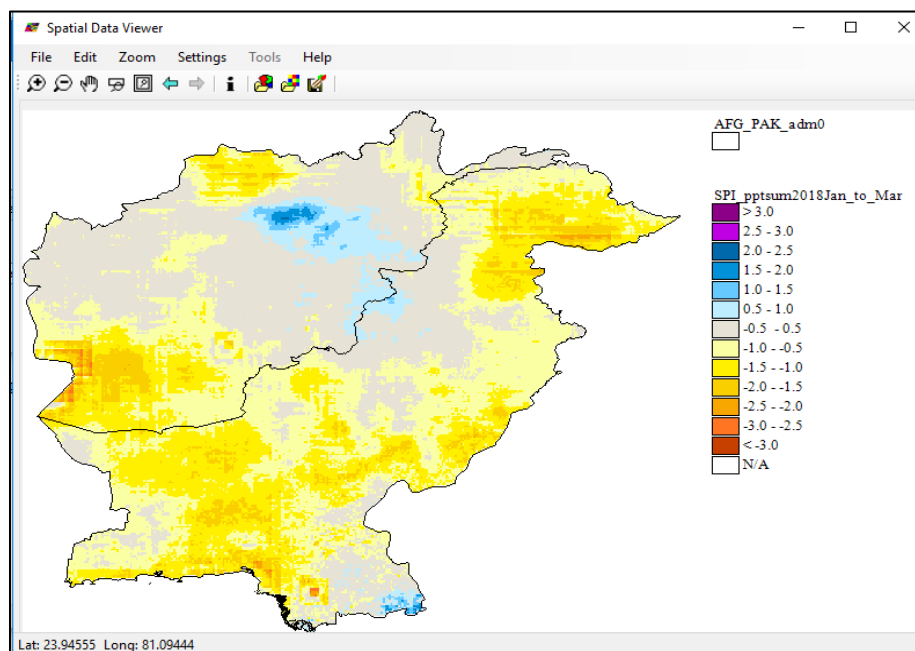 Spatial Data Viewer
File Edit Zoom Settings Tools Help
AFG_PAK_adm0
SPI_pptsum2018Jan_to_Mar
> 3.0
2.5 - 3.0
2.0 - 2.5
1.5 - 2.0
1.0 - 1.5
0.5 - 1.0
-0.5 - 0.5
-1.0 - -0.5
-1.5 - -1.0
-2.0 - -1.5
-2.5 - -2.0
-3.0 - -2.5
< -3.0
N/A
Lat: 23.94555 Long: 81.09444